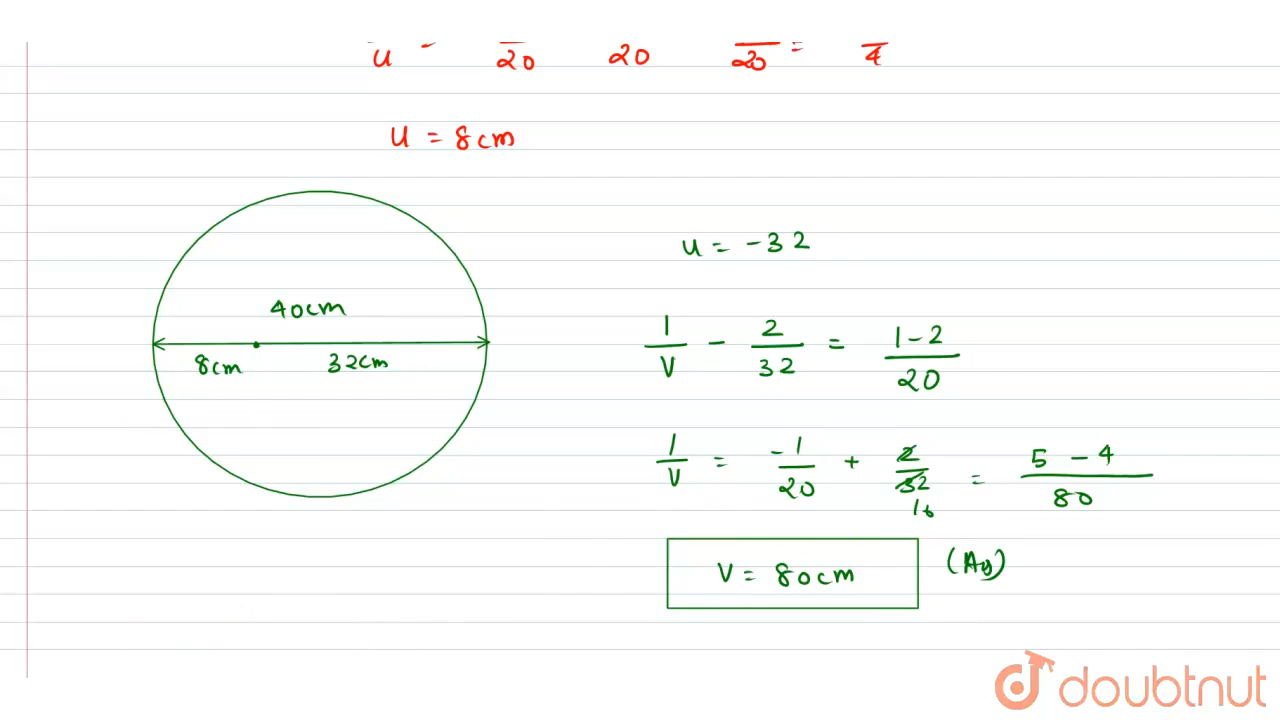 u = 20 20 20 = 4
u = 8cm
u = -32
40cm
8cm 32cm
1/V - 2/32 = 1-2/20
1/V = -1/20 + 2/32 16 = 5 - 4/80
V = 80cm
doubtnut